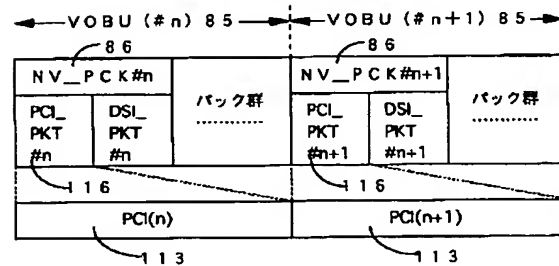 VOBU (#n) 85 VOBU (#n+1) 85
86 86
NV_PCK#n NV_PCK#n+1
PCI_ PKT #n
DSI_ PKT #n
パック群 ............
PCI_ PKT #n+1
DSI_ PKT #n+1
パック群 ............
116 116
PCI(n) PCI(n+1)
113 113